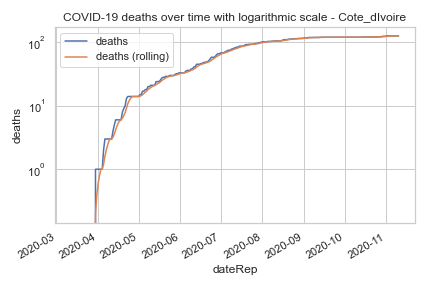 COVID-19 deaths over time with logarithmic scale - Cote_dIvoire
deaths
deaths (rolling)
deaths
10²
10¹
10⁰
2020-03
2020-04
2020-05
2020-06
2020-07
2020-08
2020-09
2020-10
2020-11
dateRep